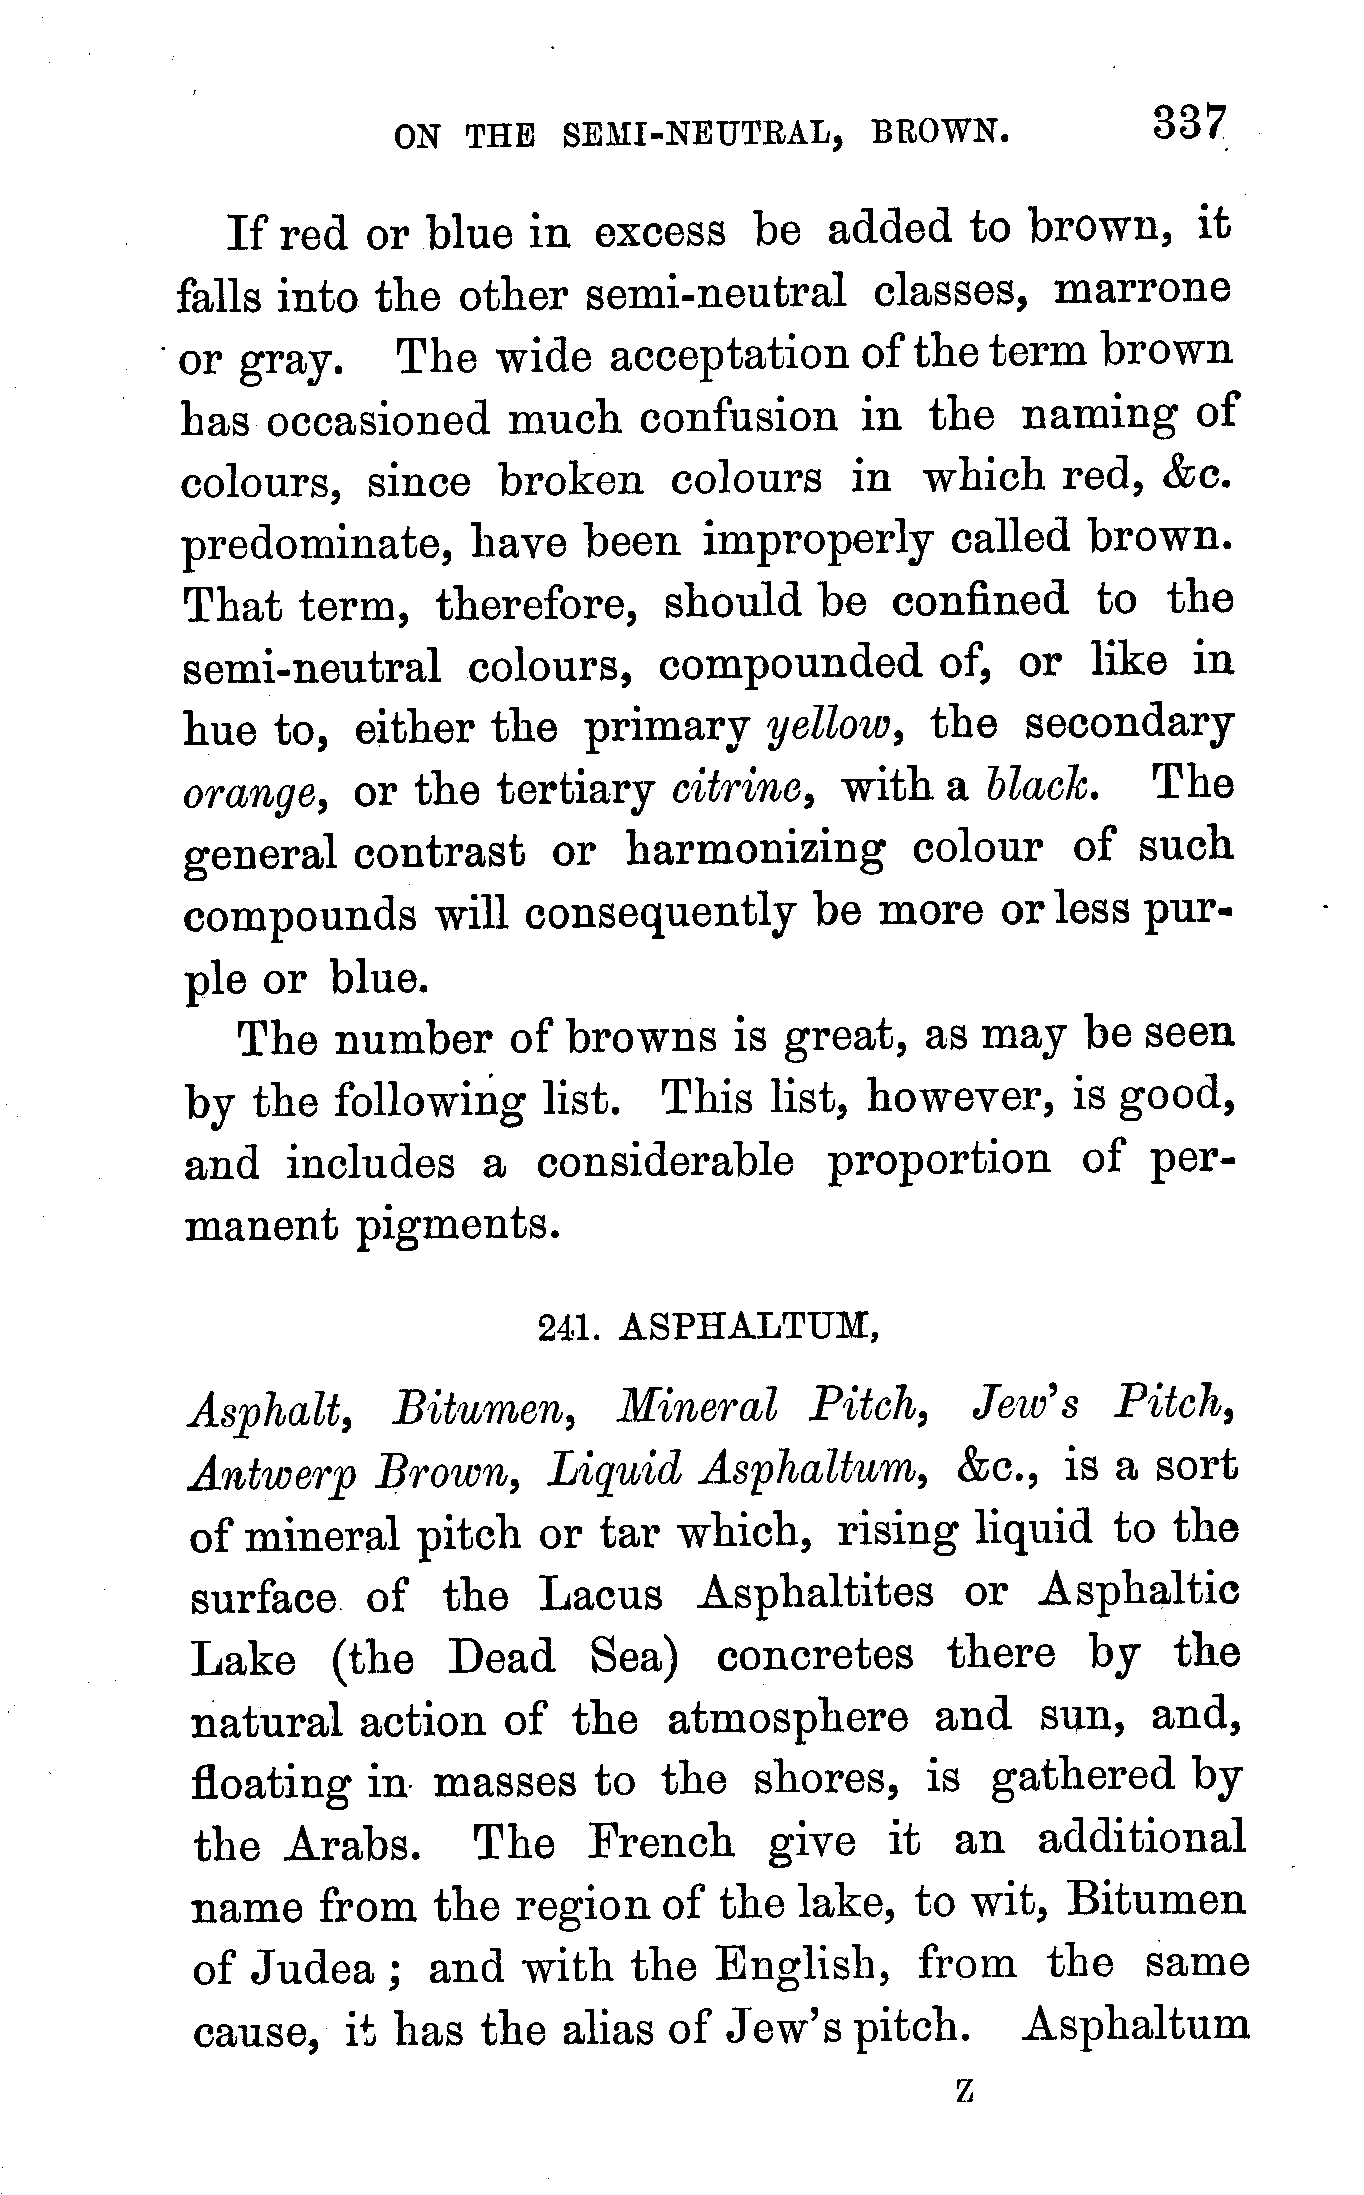 ON THE SEMI-NEUTRAL, BROWN. 337
If red or blue in excess be added to brown, it
falls into the other semi-neutral classes, marrone
or gray. The wide acceptation of the term brown
has occasioned much confusion in the naming of
colours, since broken colours in which red, &c.
predominate, have been improperly called brown.
That term, therefore, should be confined to the
semi-neutral colours, compounded of, or like in
hue to, either the primary yellow, the secondary
orange, or the tertiary citrine, with a black. The
general contrast or harmonizing colour of such
compounds will consequently be more or less pur-
ple or blue.
The number of browns is great, as may be seen
by the following list. This list, however, is good,
and includes a considerable proportion of per-
manent pigments.
241. ASPHALTUM,
Asphalt, Bitumen, Mineral Pitch, Jew's Pitch,
Antwerp Brown, Liquid Asphaltum, &c., is a sort
of mineral pitch or tar which, rising liquid to the
surface of the Lacus Asphaltites or Asphaltic
Lake (the Dead Sea) concretes there by the
natural action of the atmosphere and sun, and,
floating in masses to the shores, is gathered by
the Arabs. The French give it an additional
name from the region of the lake, to wit, Bitumen
of Judea ; and with the English, from the same
cause, it has the alias of Jew's pitch. Asphaltum
Z